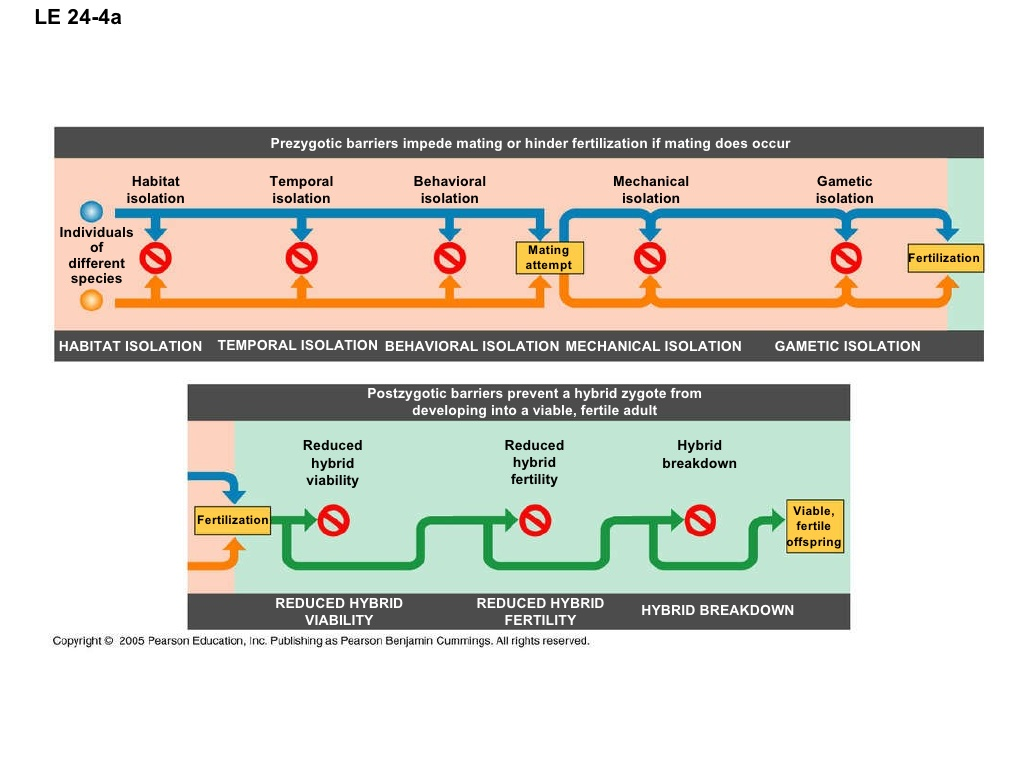 LE 24-4a
Prezygotic barriers impede mating or hinder fertilization if mating does occur
Habitat
isolation
Temporal
isolation
Behavioral
isolation
Mechanical
isolation
Gametic
isolation
Individuals
of
different
species
Mating
attempt
Fertilization
HABITAT ISOLATION
TEMPORAL ISOLATION
BEHAVIORAL ISOLATION
MECHANICAL ISOLATION
GAMETIC ISOLATION
Postzygotic barriers prevent a hybrid zygote from
developing into a viable, fertile adult
Reduced
hybrid
viability
Reduced
hybrid
fertility
Hybrid
breakdown
Fertilization
Viable,
fertile
offspring
REDUCED HYBRID
VIABILITY
REDUCED HYBRID
FERTILITY
HYBRID BREAKDOWN
Copyright © 2005 Pearson Education, Inc. Publishing as Pearson Benjamin Cummings. All rights reserved.